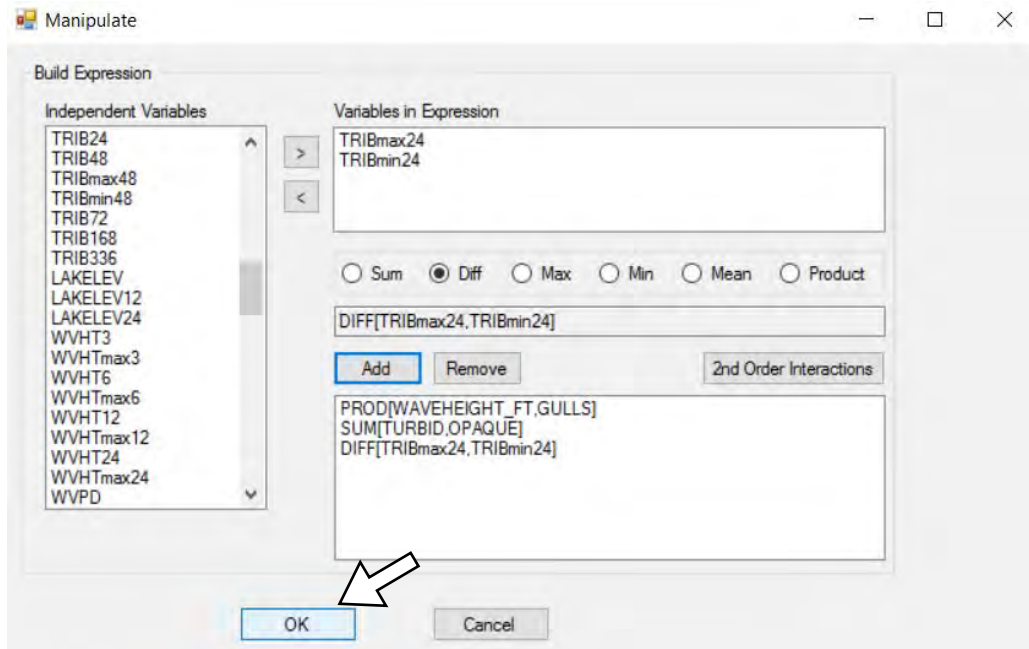 Manipulate
Build Expression
Independent Variables
TRIB24
TRIB48
TRIBmax48
TRIBmin48
TRIB72
TRIB168
TRIB336
LAKELEV
LAKELEV12
LAKELEV24
WVHT3
WVHTmax3
WVHT6
WVHTmax6
WVHT12
WVHTmax12
WVHT24
WVHTmax24
WVPD
>
<
Variables in Expression
TRIBmax24
TRIBmin24
Sum Diff Max Min Mean Product
DIFF[TRIBmax24,TRIBmin24]
Add Remove 2nd Order Interactions
PROD[WAVEHEIGHT_FT,GULLS]
SUM[TURBID,OPAQUE]
DIFF[TRIBmax24,TRIBmin24]
OK Cancel